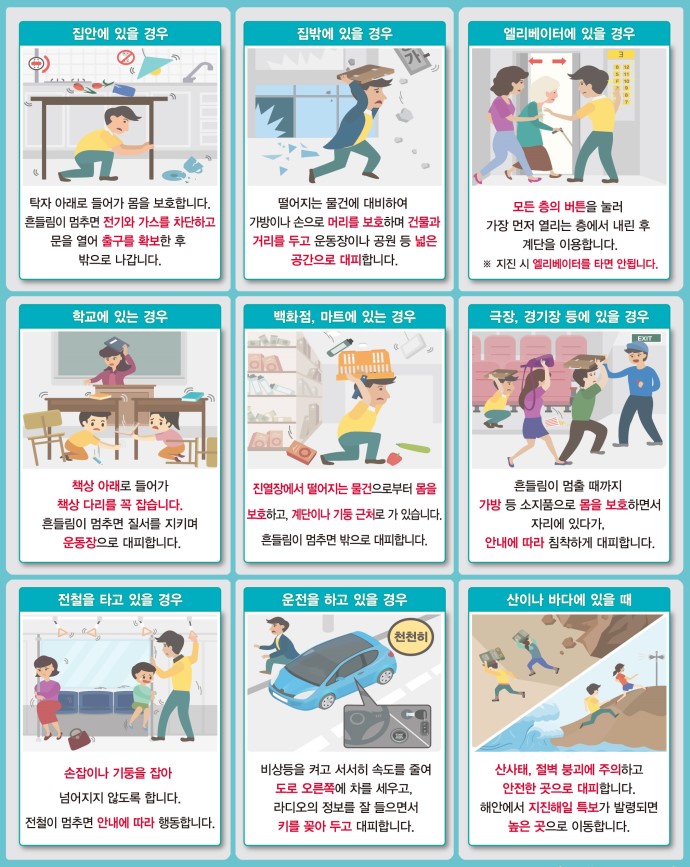 집안에 있을 경우
탁자 아래로 들어가 몸을 보호합니다.
흔들림이 멈추면 전기와 가스를 차단하고
문을 열어 출구를 확보한 후
밖으로 나갑니다.
집밖에 있을 경우
가
떨어지는 물건에 대비하여
가방이나 손으로 머리를 보호하며 건물과
거리를 두고 운동장이나 공원 등 넓은
공간으로 대피합니다.
엘리베이터에 있을 경우
3
모든 층의 버튼을 눌러
가장 먼저 열리는 층에서 내린 후
계단을 이용합니다.
※ 지진 시 엘리베이터를 타면 안됩니다.
학교에 있는 경우
책상 아래로 들어가
책상 다리를 꼭 잡습니다.
흔들림이 멈추면 질서를 지키며
운동장으로 대피합니다.
백화점, 마트에 있는 경우
진열장에서 떨어지는 물건으로부터 몸을
보호하고, 계단이나 기둥 근처로 가 있습니다.
흔들림이 멈추면 밖으로 대피합니다.
극장, 경기장 등에 있을 경우
EXIT
흔들림이 멈출 때까지
가방 등 소지품으로 몸을 보호하면서
자리에 있다가,
안내에 따라 침착하게 대피합니다.
전철을 타고 있을 경우
손잡이나 기둥을 잡아
넘어지지 않도록 합니다.
전철이 멈추면 안내에 따라 행동합니다.
운전을 하고 있을 경우
천천히
비상등을 켜고 서서히 속도를 줄여
도로 오른쪽에 차를 세우고,
라디오의 정보를 잘 들으면서
키를 꽂아 두고 대피합니다.
산이나 바다에 있을 때
산사태, 절벽 붕괴에 주의하고
안전한 곳으로 대피합니다.
해안에서 지진해일 특보가 발령되면
높은 곳으로 이동합니다.